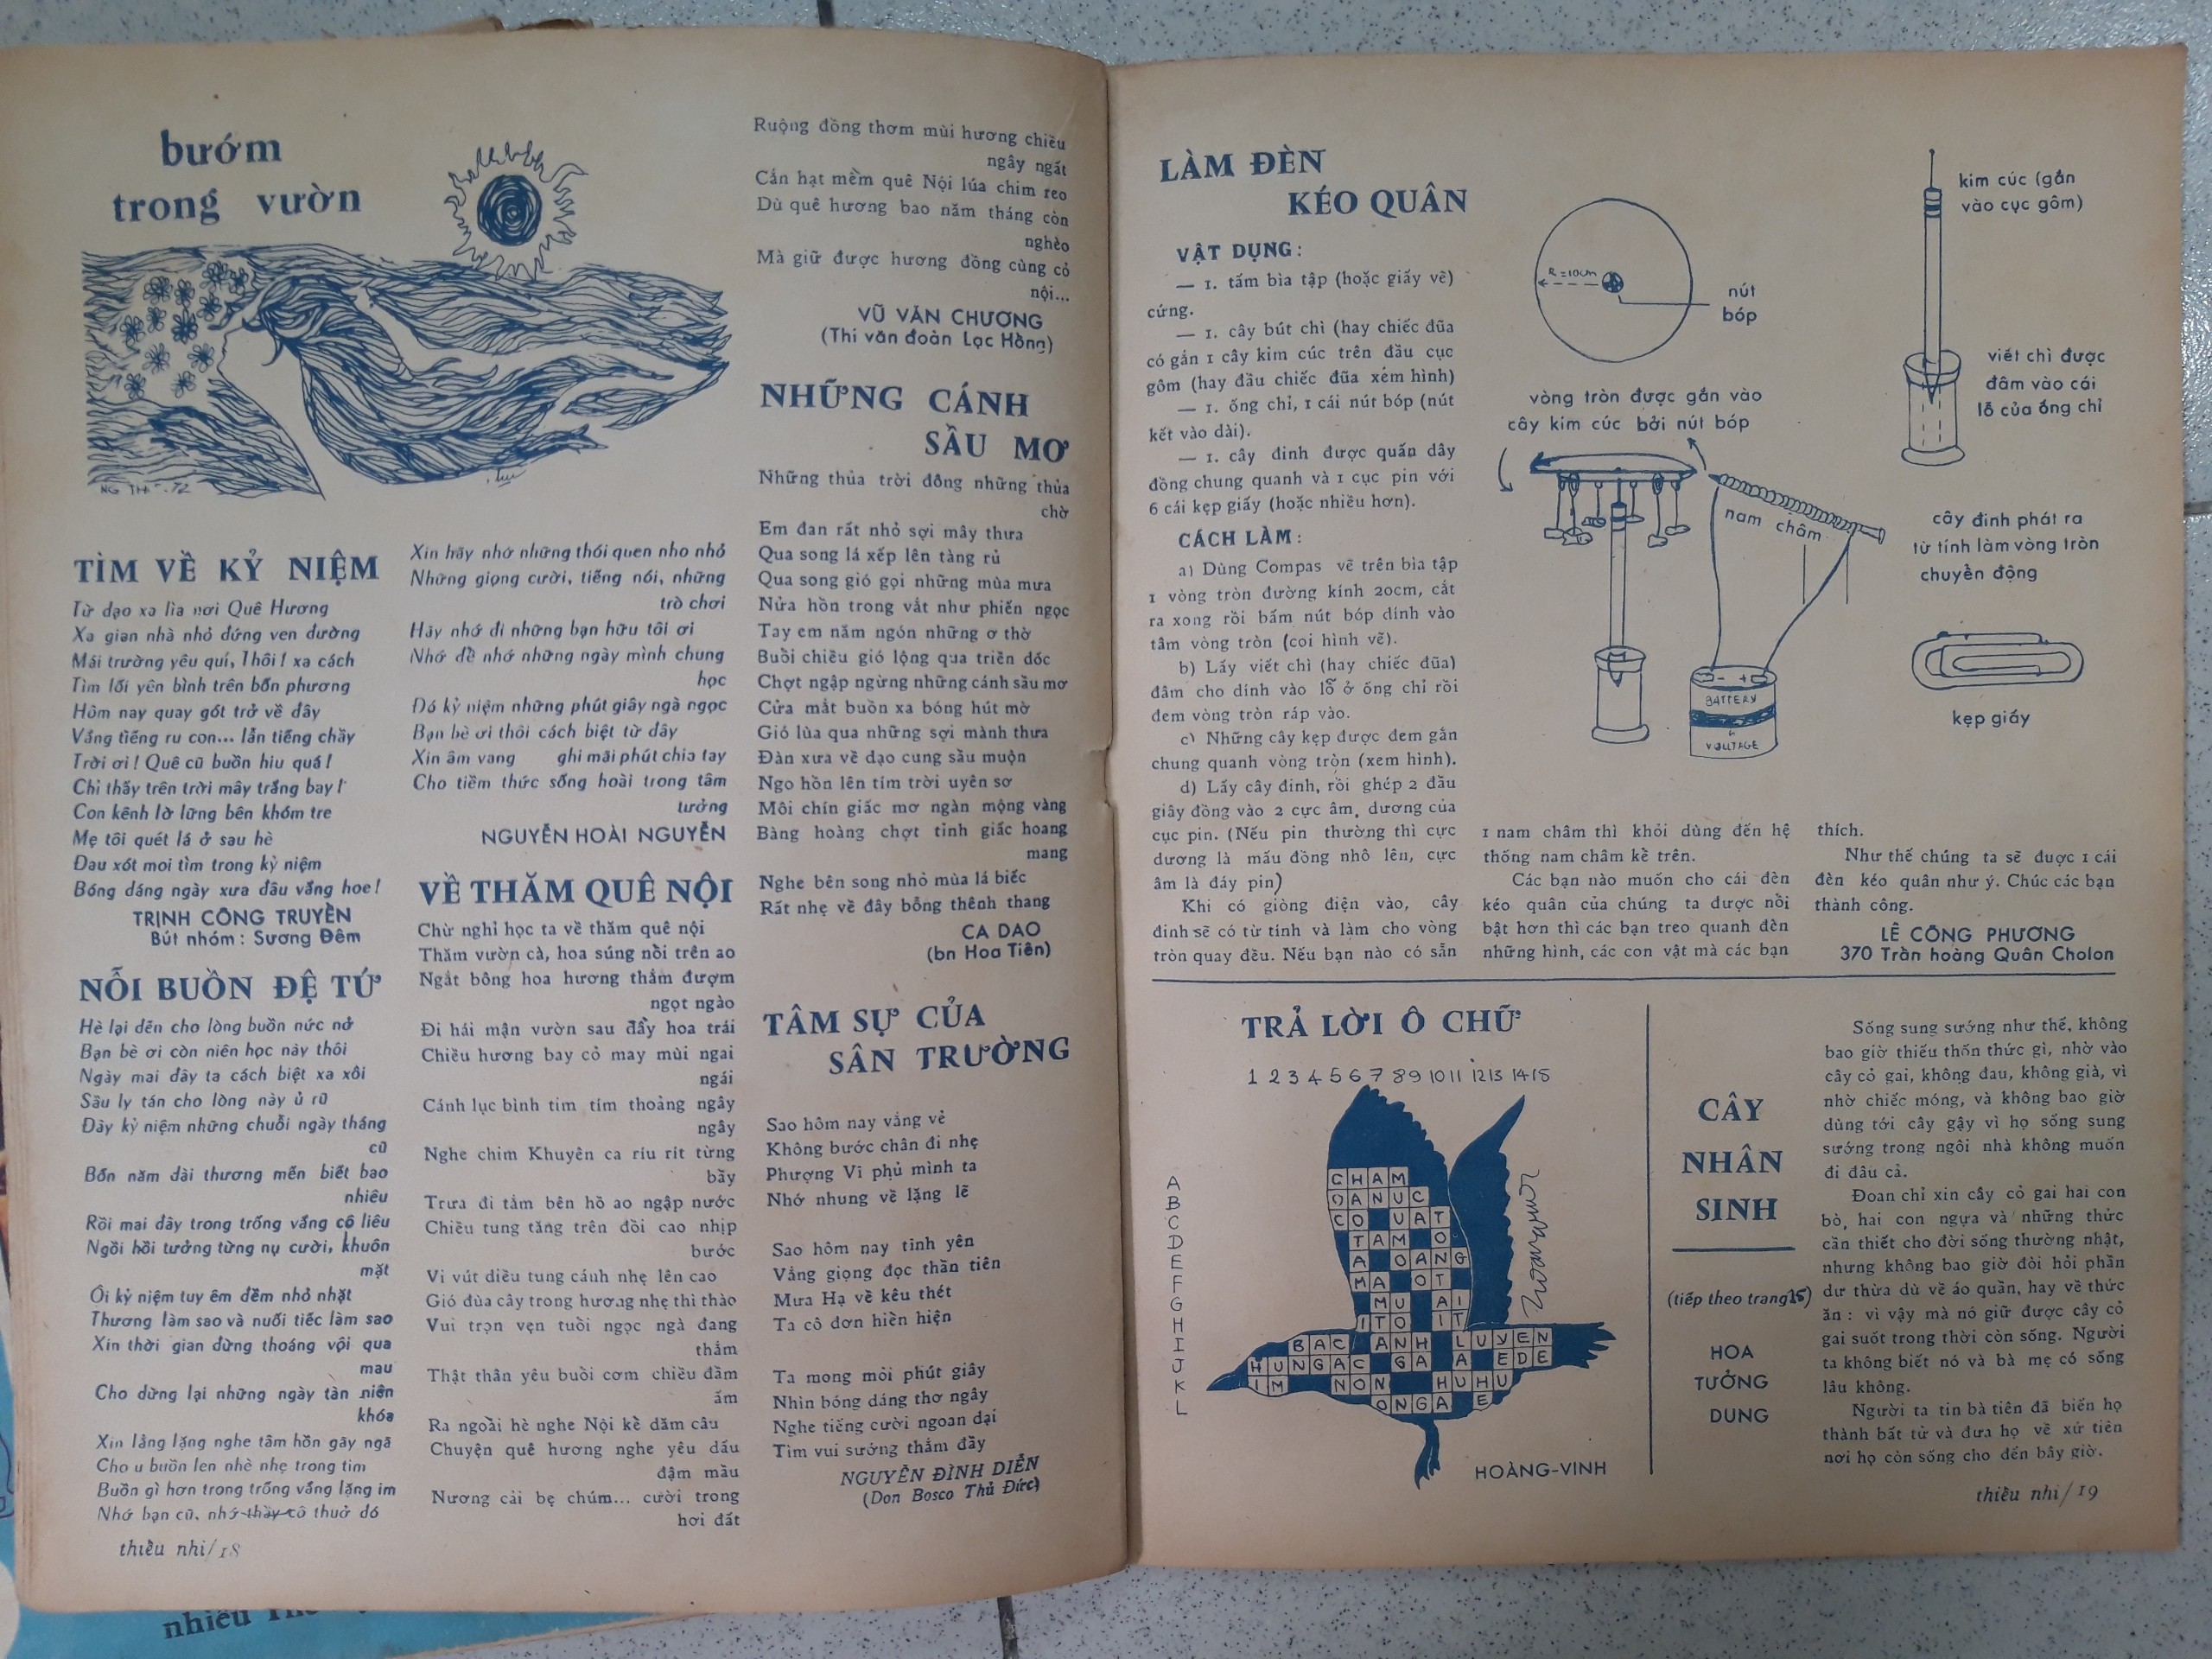 bướm
trong vườn
NG TH
TÌM VỀ KỶ NIỆM
Từ dạo xa lìa nơi Quê Hương
Xa gian nhà nhỏ đứng ven đường
Mái trường yêu quí, Thôi ! xa cách
Tìm lối yên bình trên bốn phương
Hôm nay quay gót trở về đây
Vắng tiếng ru con... lẫn tiếng chầy
Trời ơi ! Quê cũ buồn hiu quá !
Chỉ thấy trên trời mây trắng bay !
Con kênh lờ lững bên khóm tre
Mẹ tôi quét lá ở sau hè
Đau xót moi tìm trong kỷ niệm
Bóng dáng ngày xưa đâu vắng hoe !
TRỊNH CÔNG TRUYỀN
Bút nhóm : Sương Đêm
NỖI BUỒN ĐỆ TỨ
Hè lại đến cho lòng buồn nức nở
Bạn bè ơi còn niên học này thôi
Ngày mai đây ta cách biệt xa xôi
Sầu ly tán cho lòng này ủ rũ
Đây kỷ niệm những chuỗi ngày tháng
cũ
Bốn năm dài thương mến biết bao
nhiêu
Rồi mai đây trong trống vắng cô liêu
Ngồi hồi tưởng từng nụ cười, khuôn
mặt
Ôi kỷ niệm tuy êm đềm nhỏ nhặt
Thương làm sao và nuối tiếc làm sao
Xin thời gian dừng thoáng vội qua
mau
Cho dừng lại những ngày tàn niên
khóa
Xin lẳng lặng nghe tâm hồn gãy ngã
Cho u buồn len nhè nhẹ trong tim
Buồn gì hơn trong trống vắng lặng im
Nhớ bạn cũ, nhớ thầy cô thuở đó
thiếu nhi/18
Xin hãy nhớ những thói quen nho nhỏ
Những giọng cười, tiếng nói, những
trò chơi
Hãy nhớ đi những bạn hữu tôi ơi
Nhớ để nhớ những ngày mình chung
học
Đó kỷ niệm những phút giây ngà ngọc
Bạn bè ơi thôi cách biệt từ đây
Xin âm vang ghi mãi phút chia tay
Cho tiềm thức sống hoài trong tâm
tưởng
NGUYỄN HOÀI NGUYỄN
VỀ THĂM QUÊ NỘI
Chừ nghỉ học ta về thăm quê nội
Thăm vườn cà, hoa súng nồi trên ao
Ngắt bông hoa hương thắm đượm
ngọt ngào
Đi hái mận vườn sau đầy hoa trái
Chiều hương bay cỏ may mùi ngai
ngái
Cánh lục bình tim tím thoảng ngây
ngây
Nghe chim Khuyên ca ríu rít từng
bầy
Trưa đi tắm bên hồ ao ngập nước
Chiều tung tăng trên đồi cao nhịp
bước
Vi vút diều tung cánh nhẹ lên cao
Gió đùa cây trong hương nhẹ thì thào
Vui trọn vẹn tuồi ngọc ngà đang
thắm
Thật thân yêu buồi cơm chiều đầm
ấm
Ra ngoài hè nghe Nội kề dăm câu
Chuyện quê hương nghe yêu dấu
đậm mầu
Nương cải bẹ chúm... cười trong
hơi đất
Ruộng đồng thơm mùi hương chiều
ngây ngất
Cắn hạt mềm quê Nội lúa chim reo
Dù quê hương bao năm tháng còn
nghèo
Mà giữ được hương đồng cùng cỏ
nội...
VŨ VĂN CHƯƠNG
(Thi văn đoàn Lạc Hồng)
NHỮNG CÁNH
SẦU MƠ
Những thủa trời đông những thủa
chờ
Em đan rất nhỏ sợi mây thưa
Qua song lá xếp lên tàng rủ
Qua song gió gọi những mùa mưa
Nửa hồn trong vắt như phiến ngọc
Tay em năm ngón những ơ thờ
Buồi chiều gió lộng qua triền dốc
Chợt ngập ngừng những cánh sầu mơ
Cửa mắt buồn xa bóng hút mờ
Gió lùa qua những sợi mành thưa
Đàn xưa về dạo cung sầu muộn
Ngo hồn lên tím trời uyên sơ
Môi chín giấc mơ ngàn mộng vàng
Bàng hoàng chợt tỉnh giấc hoang
mang
Nghe bên song nhỏ mùa lá biếc
Rất nhẹ về đây bỗng thênh thang
CA DAO
(bn Hoa Tiên)
TÂM SỰ CỦA
SÂN TRƯỜNG
Sao hôm nay vắng vẻ
Không bước chân đi nhẹ
Phượng Vi phủ mình ta
Nhớ nhung về lặng lẽ
Sao hôm nay tĩnh yên
Vắng giọng đọc thần tiên
Mưa Hạ về kêu thét
Ta cô đơn hiền hiện
Ta mong mỏi phút giây
Nhìn bóng dáng thơ ngây
Nghe tiếng cười ngoan dại
Tìm vui sướng thắm đầy
NGUYỄN ĐÌNH DIỄN
(Don Bosco Thủ Đức)
LÀM ĐÈN
KÉO QUÂN
VẬT DỤNG :
— 1. tấm bìa tập (hoặc giấy vẽ)
cứng.
— 1. cây bút chì (hay chiếc đũa
có gắn 1 cây kim cúc trên đầu cục
gôm (hay đầu chiếc đũa xém hình)
— 1. ống chỉ, 1 cái nút bóp (nút
kết vào dài).
— 1. cây đinh được quấn dây
đồng chung quanh và 1 cục pin với
6 cái kẹp giấy (hoặc nhiều hơn).
CÁCH LÀM :
a) Dùng Compas vẽ trên bìa tập
1 vòng tròn đường kính 20cm, cắt
ra xong rồi bấm nút bóp dính vào
tâm vòng tròn (coi hình vẽ).
b) Lấy viết chì (hay chiếc đũa)
đâm cho dính vào lỗ ở ống chỉ rồi
đem vòng tròn ráp vào.
c) Những cây kẹp được đem gắn
chung quanh vòng tròn (xem hình).
d) Lấy cây đinh, rồi ghép 2 đầu
giây đồng vào 2 cực âm, dương của
cục pin. (Nếu pin thường thì cực
dương là mấu đồng nhô lên, cực
âm là đáy pin)
Khi có giòng điện vào, cây
đinh sẽ có từ tính và làm cho vòng
tròn quay đều. Nếu bạn nào có sẵn
R = 10cm
nút
bóp
kim cúc (gắn
vào cục gôm)
viết chì được
đâm vào cái
lỗ của ống chỉ
vòng tròn được gắn vào
cây kim cúc bởi nút bóp
nam châm
cây đinh phát ra
từ tính làm vòng tròn
chuyển động
- +
BATTERY
6
VOLTAGE
kẹp giấy
1 nam châm thì khỏi dùng đến hệ
thống nam châm kề trên.
Các bạn nào muốn cho cái đèn
kéo quân của chúng ta được nồi
bật hơn thì các bạn treo quanh đèn
những hình, các con vật mà các bạn
thích.
Như thế chúng ta sẽ được 1 cái
đèn kéo quân như ý. Chúc các bạn
thành công.
LÊ CÔNG PHƯƠNG
370 Trần hoàng Quân Cholon
TRẢ LỜI Ô CHỮ
1 2 3 4 5 6 7 8 9 10 11 12 13 14 15
A
B
C
D
E
F
G
H
I
J
K
L
CHAM
OANUC
CO UAT
TAM O
A OANG
MA OT
MU AI
ITO IT
BAC ANH LUYEN
HUNGAC GA A EDE
IM NON HUHU
ONGA E
HOÀNG-VINH
CÂY
NHÂN
SINH
(tiếp theo trang 15)
HOA
TƯỞNG
DUNG
Sống sung sướng như thế, không
bao giờ thiếu thốn thức gì, nhờ vào
cây cỏ gai, không đau, không già, vì
nhờ chiếc móng, và không bao giờ
dùng tới cây gậy vì họ sống sung
sướng trong ngôi nhà không muốn
đi đâu cả.
Đoan chỉ xin cây cỏ gai hai con
bò, hai con ngựa và những thức
cần thiết cho đời sống thường nhật,
nhưng không bao giờ đòi hỏi phần
dư thừa dù về áo quần, hay về thức
ăn : vì vậy mà nó giữ được cây cỏ
gai suốt trong thời còn sống. Người
ta không biết nó và bà mẹ có sống
lâu không.
Người ta tin bà tiên đã biến họ
thành bất tử và đưa họ về xứ tiên
nơi họ còn sống cho đến bây giờ.
thiếu nhi/19
nhiếu